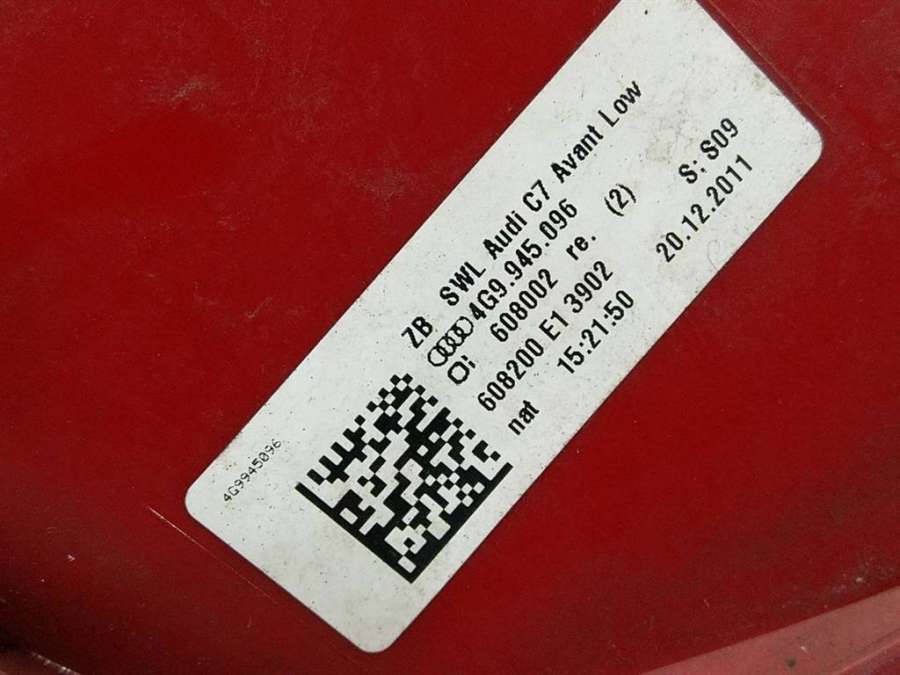 ZB SWL Audi C7 Avant Low
4G9.945.096
608002 re. (2) S: S09
608200 E1 3902 20.12.2011
nat 15:21:50
4G9945096